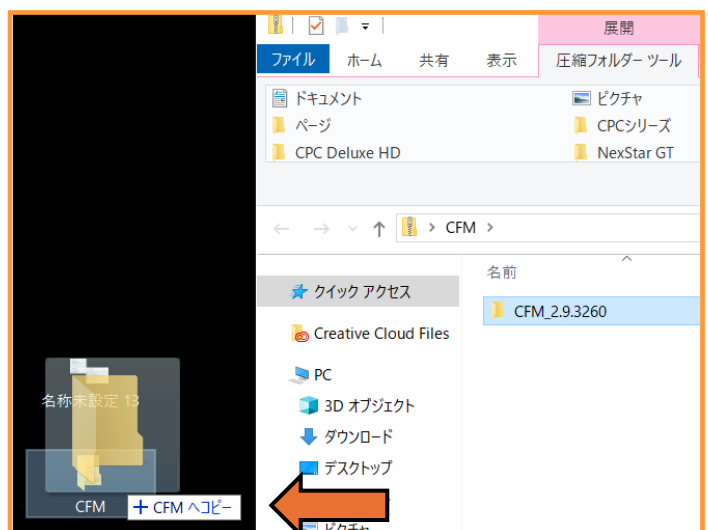 展開
ファイル ホーム 共有 表示 圧縮フォルダー ツール
ドキュメント ピクチャ
ページ CPCシリーズ
CPC Deluxe HD NexStar GT
CFM
名前
クイック アクセス
CFM_2.9.3260
Creative Cloud Files
PC
3D オブジェクト
名称未設定 13
ダウンロード
デスクトップ
CFM
CFM へコピー
ピクチャ